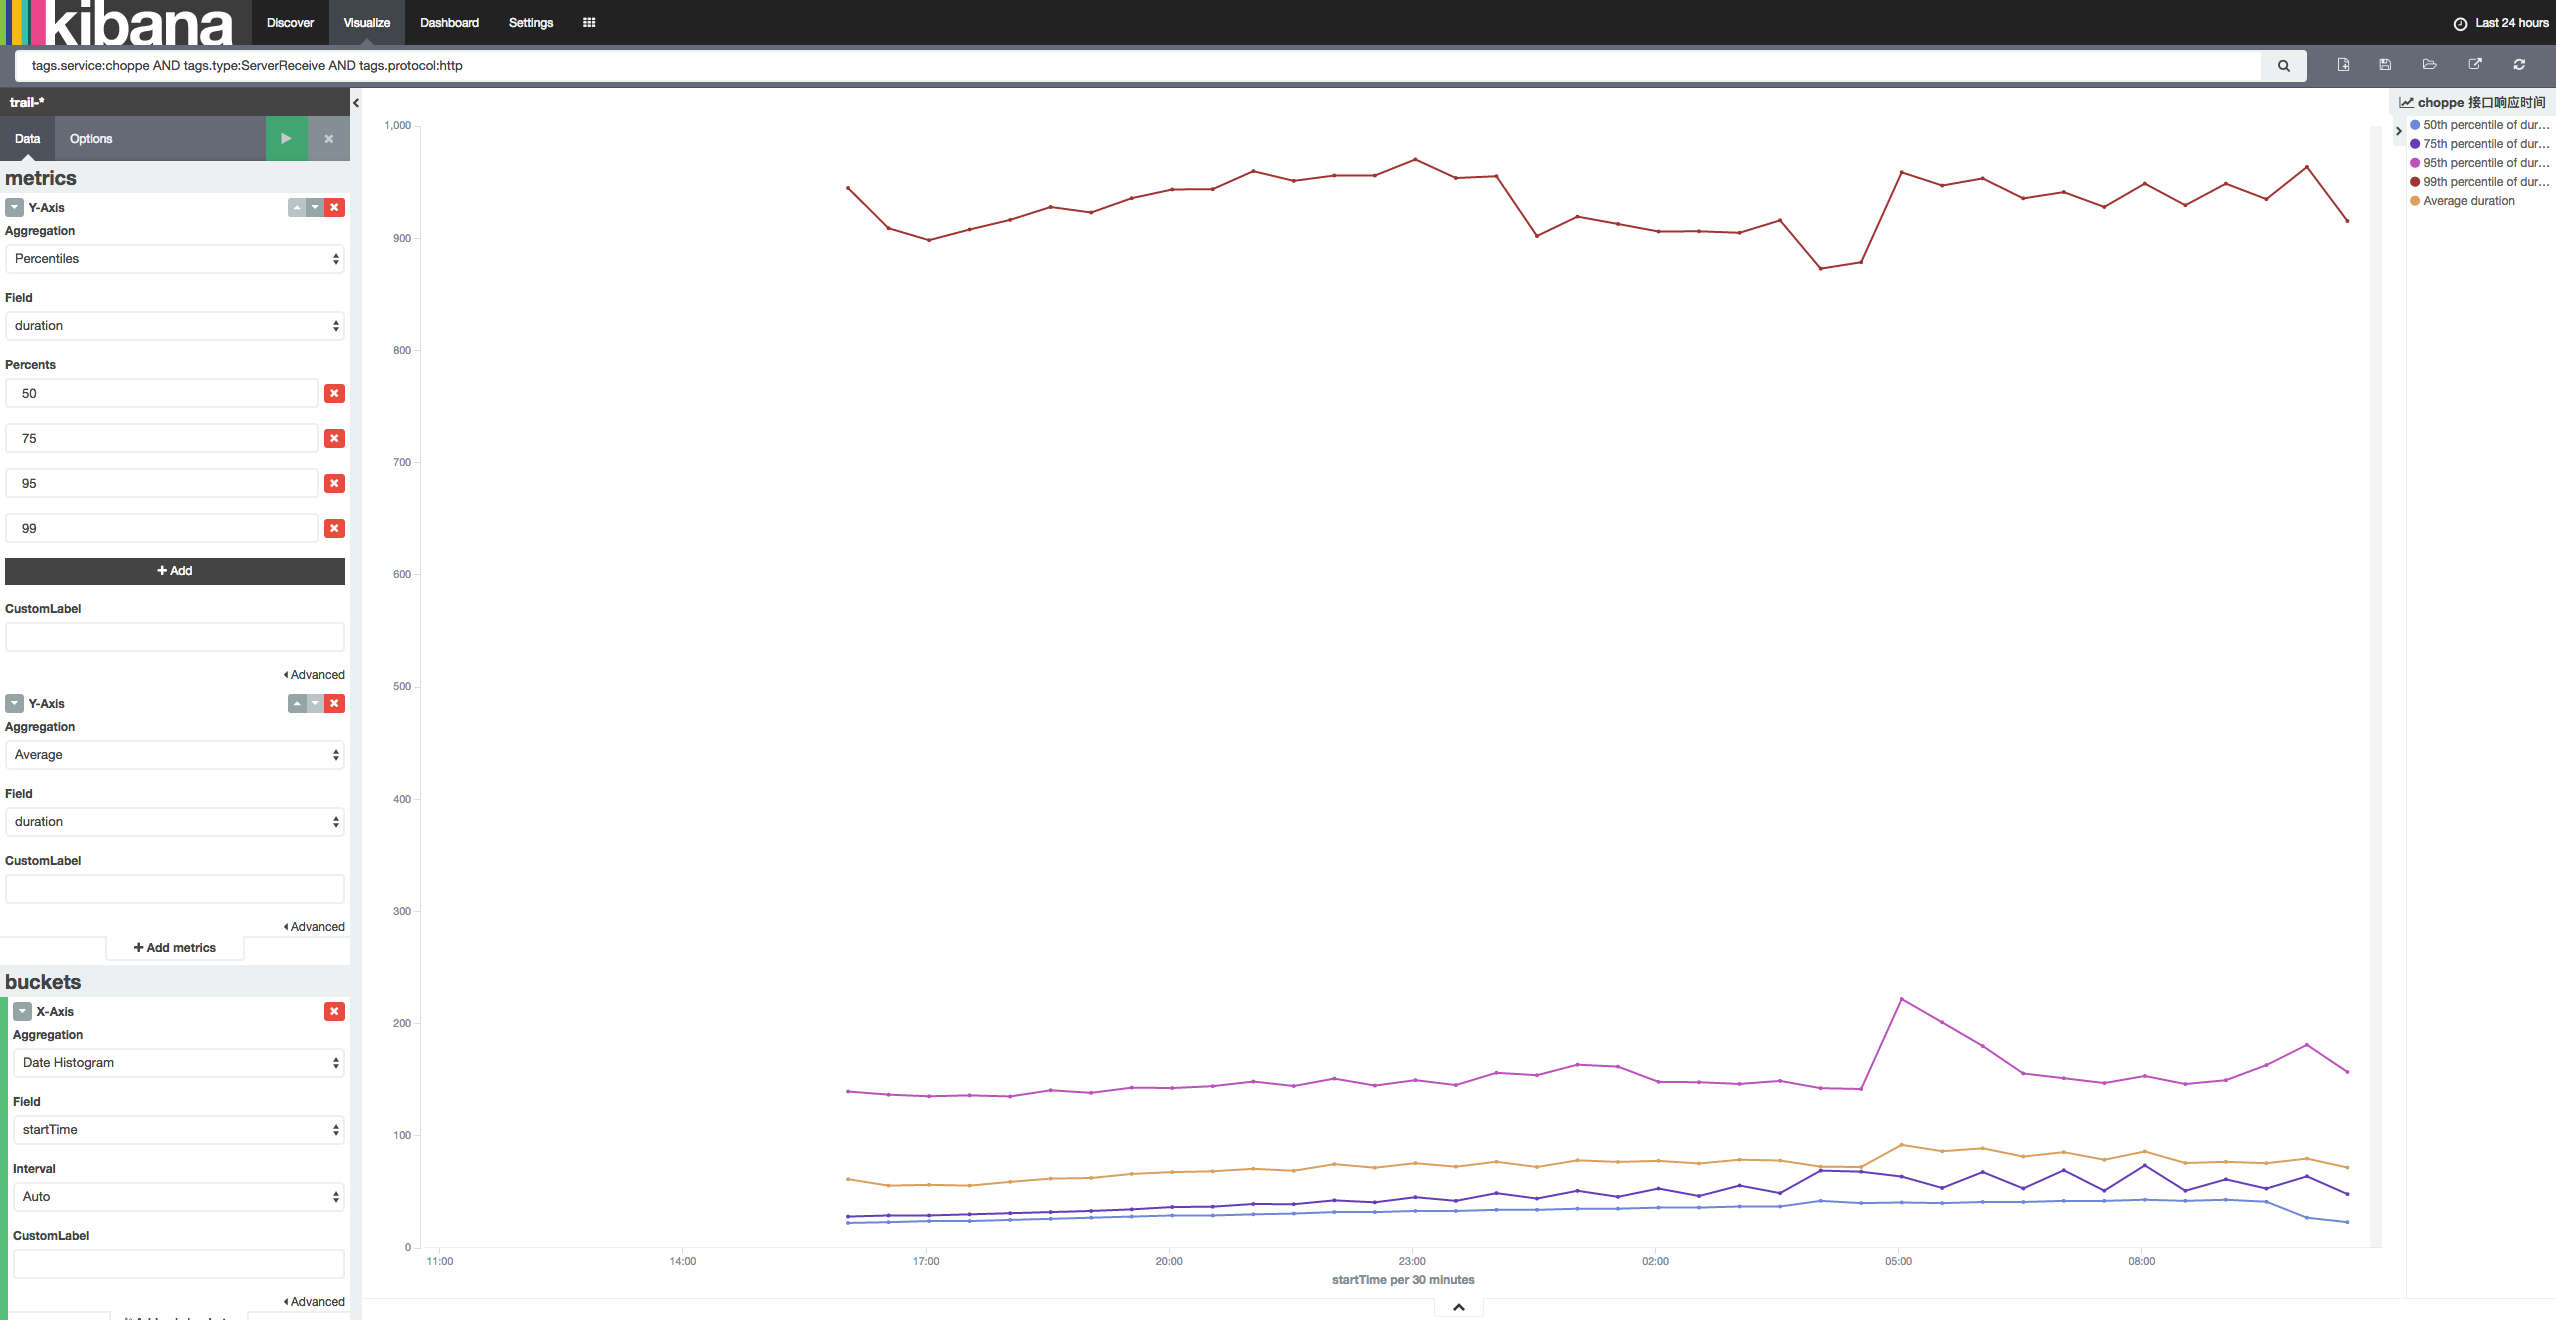 kibana
Discover
Visualize
Dashboard
Settings
Last 24 hours
tags.service:choppe AND tags.type:ServerReceive AND tags.protocol:http
trail-*
Data
Options
metrics
Y-Axis
Aggregation
Percentiles
Field
duration
Percents
50
75
95
99
Add
CustomLabel
Advanced
Y-Axis
Aggregation
Average
Field
duration
CustomLabel
Advanced
Add metrics
buckets
X-Axis
Aggregation
Date Histogram
Field
startTime
Interval
Auto
CustomLabel
Advanced
1,000
900
800
700
600
500
400
300
200
100
0
11:00
14:00
17:00
20:00
23:00
02:00
05:00
08:00
startTime per 30 minutes
choppe 接口响应时间
50th percentile of dur...
75th percentile of dur...
95th percentile of dur...
99th percentile of dur...
Average duration